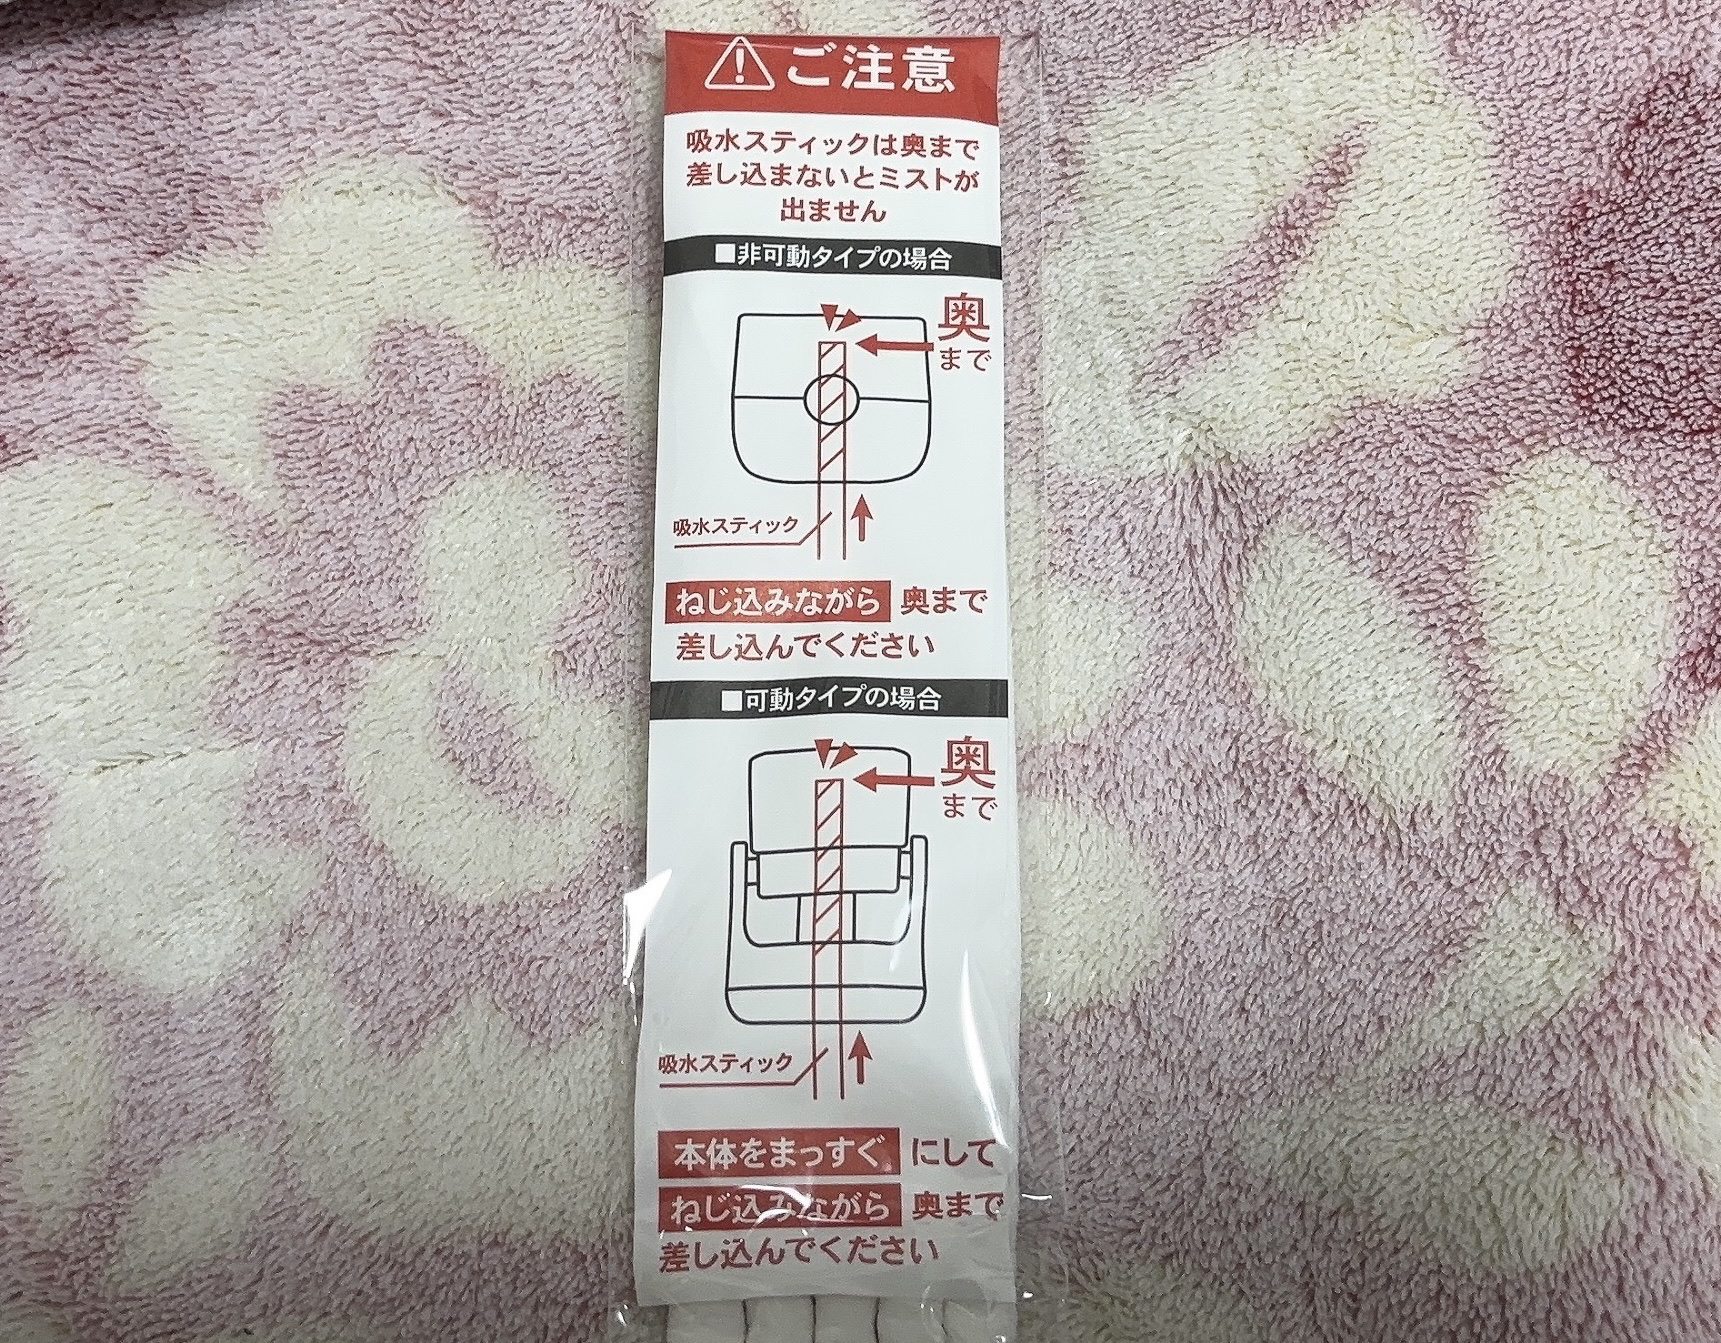 ご注意
吸水スティックは奥まで
差し込まないとミストが
出ません
■非可動タイプの場合
奥
まで
吸水スティック
ねじ込みながら 奥まで
差し込んでください
■可動タイプの場合
奥
まで
吸水スティック
本体をまっすぐ にして
ねじ込みながら 奥まで
差し込んでください